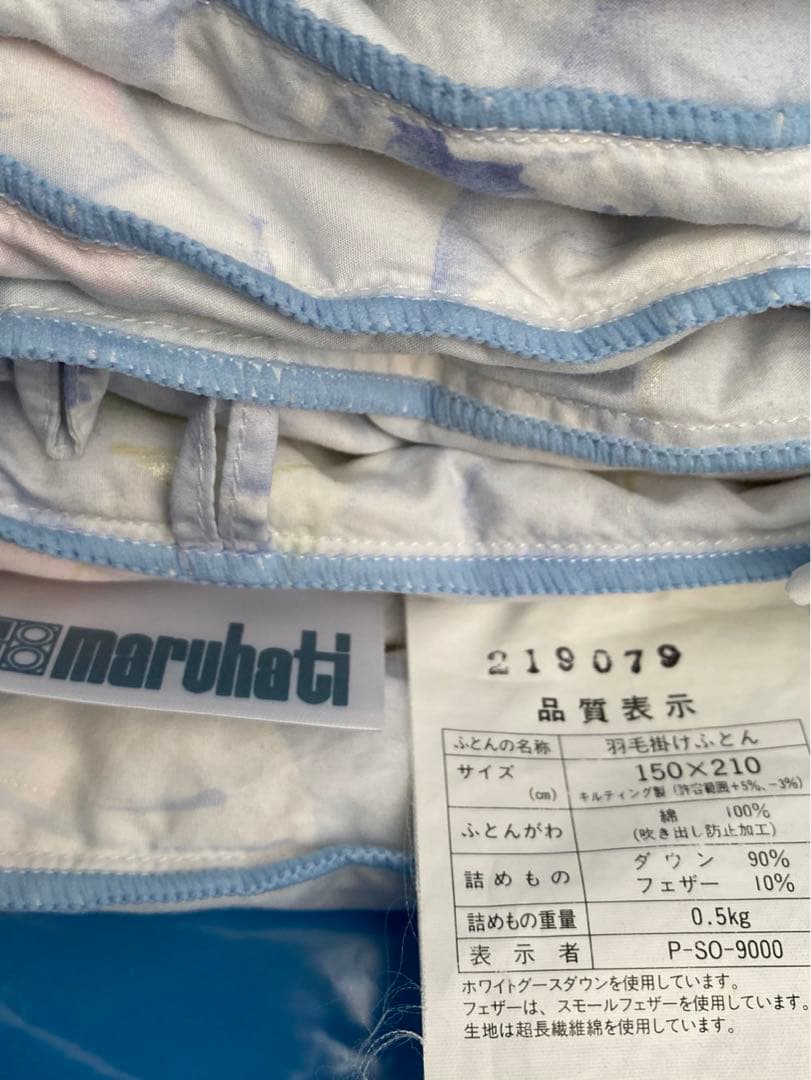 maruhati
219079
品質表示
ふとんの名称 羽毛掛けふとん
サイズ (cm) 150×210
キルティング製 (許容範囲+5%、-3%)
ふとんがわ 綿 100%
(吹き出し防止加工)
詰めもの ダウン 90%
フェザー 10%
詰めもの重量 0.5kg
表示者 P-SO-9000
ホワイトグースダウンを使用しています。
フェザーは、スモールフェザーを使用しています。
生地は超長繊維綿を使用しています。